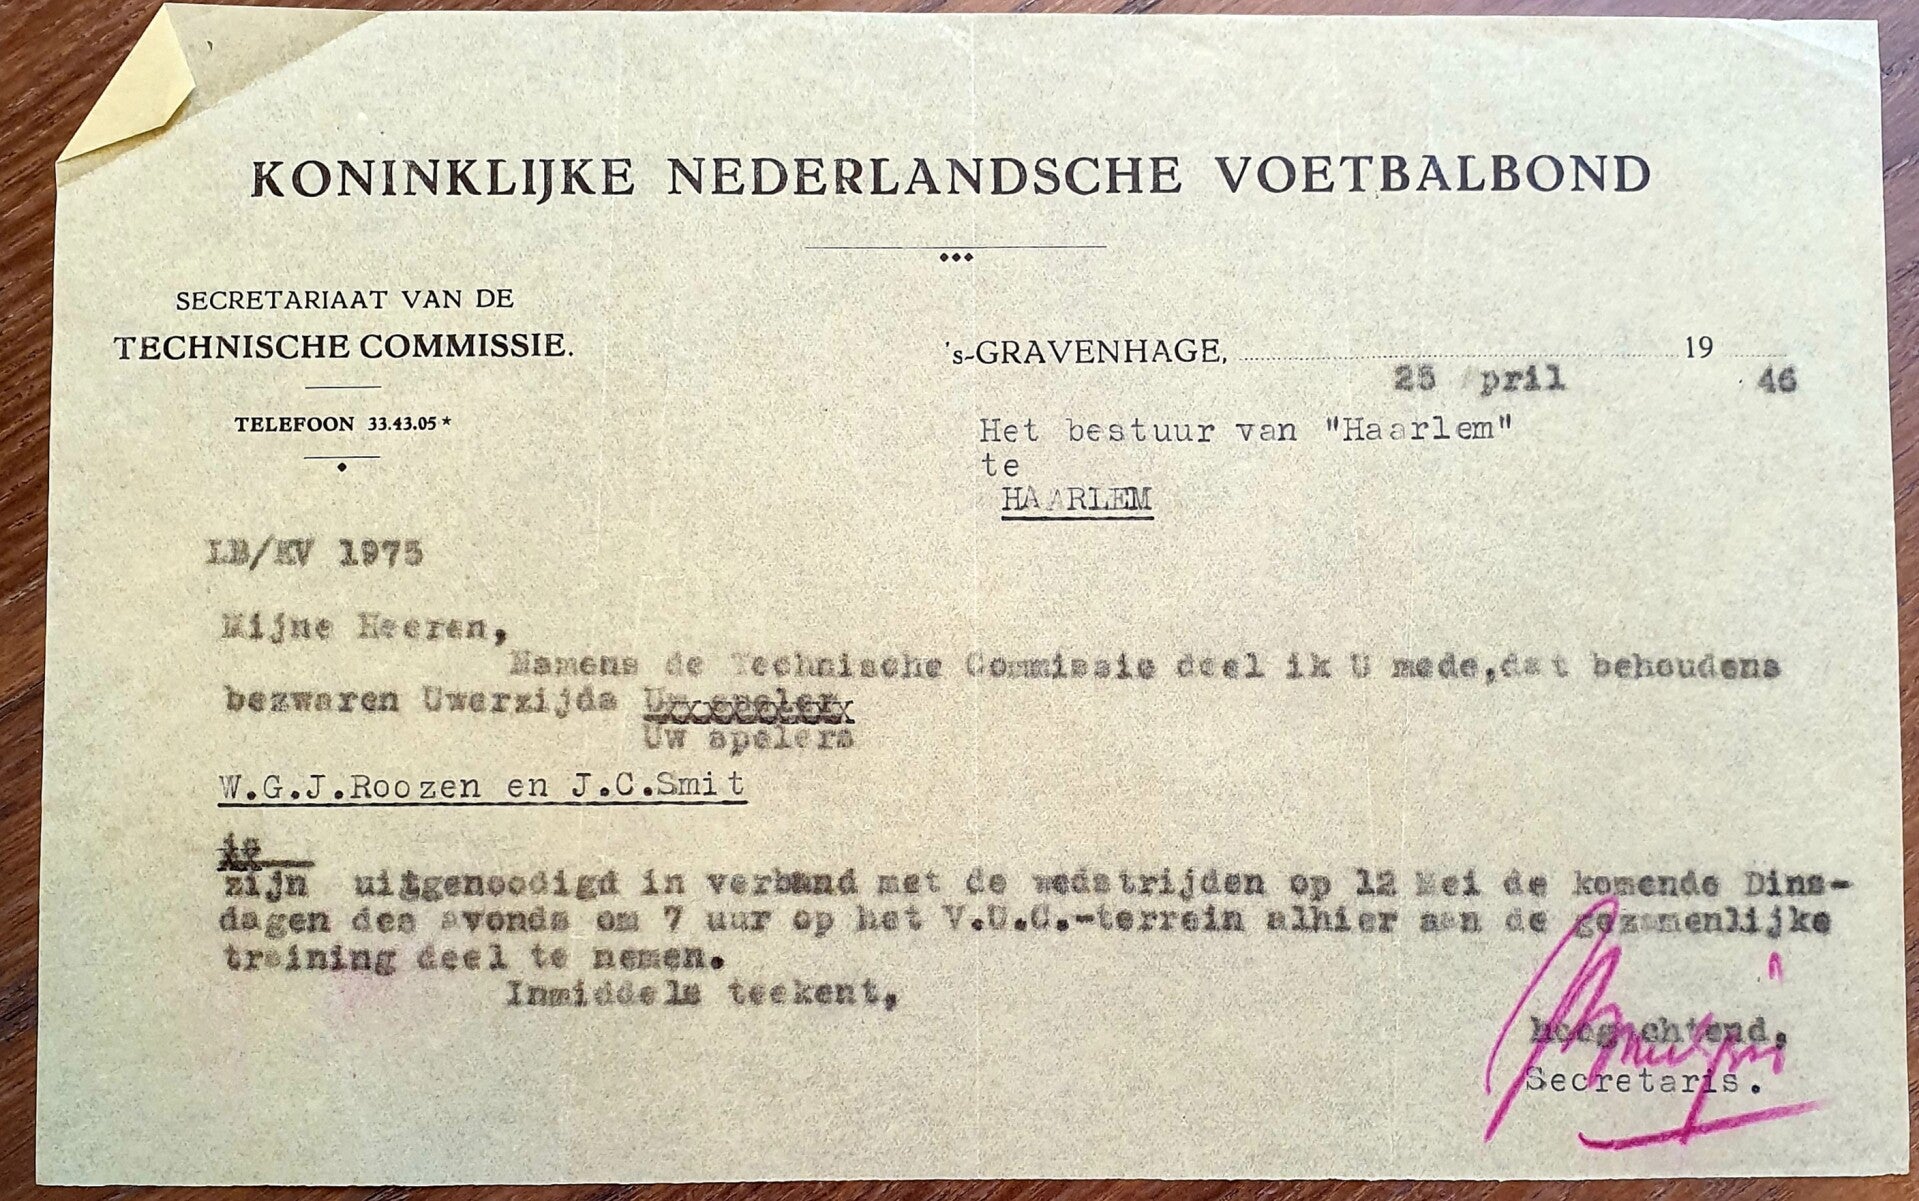 KONINKLIJKE NEDERLANDSCHE VOETBALBOND
SECRETARIAAT VAN DE
TECHNISCHE COMMISSIE.
TELEFOON 33.43.05*
's-GRAVENHAGE, 25 April 1946
Het bestuur van "Haarlem"
te
HAARLEM
LB/KV 1975
Mijne Heeren,
Namens de Technische Commissie deel ik U mede,dat behoudens
bezwaren Uwerzijds Uw speler
Uw spelers
W.G.J.Roozen en J.C.Smit
is
zijn uitgenoodigd in verband met de wedstrijden op 12 Mei de komende Dins-
dagen des avonds om 7 uur op het V.U.C.-terrein alhier aan de gezamenlijke
training deel te nemen.
Inmiddels teekent,
hoogachtend,
Secretaris.